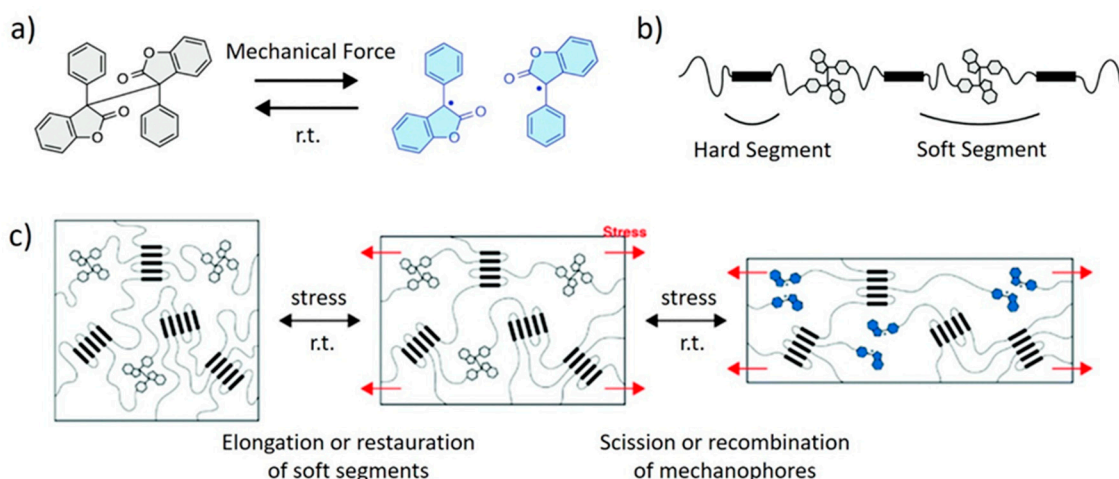 a)
O
O
O
O
Mechanical Force
r.t.
O
O
O
O
b)
Hard Segment
Soft Segment
c)
stress
r.t.
Stress
stress
r.t.
Elongation or restauration
of soft segments
Scission or recombination
of mechanophores